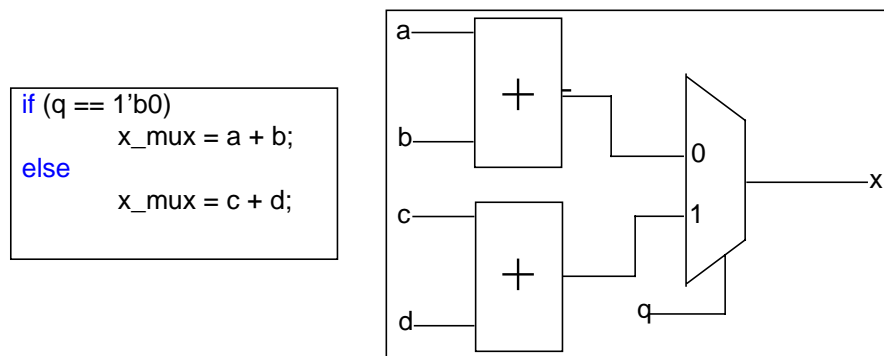 if (q == 1’b0)
x_mux = a + b;
else
x_mux = c + d;
a
+
b
0
x
c
1
+
q
d